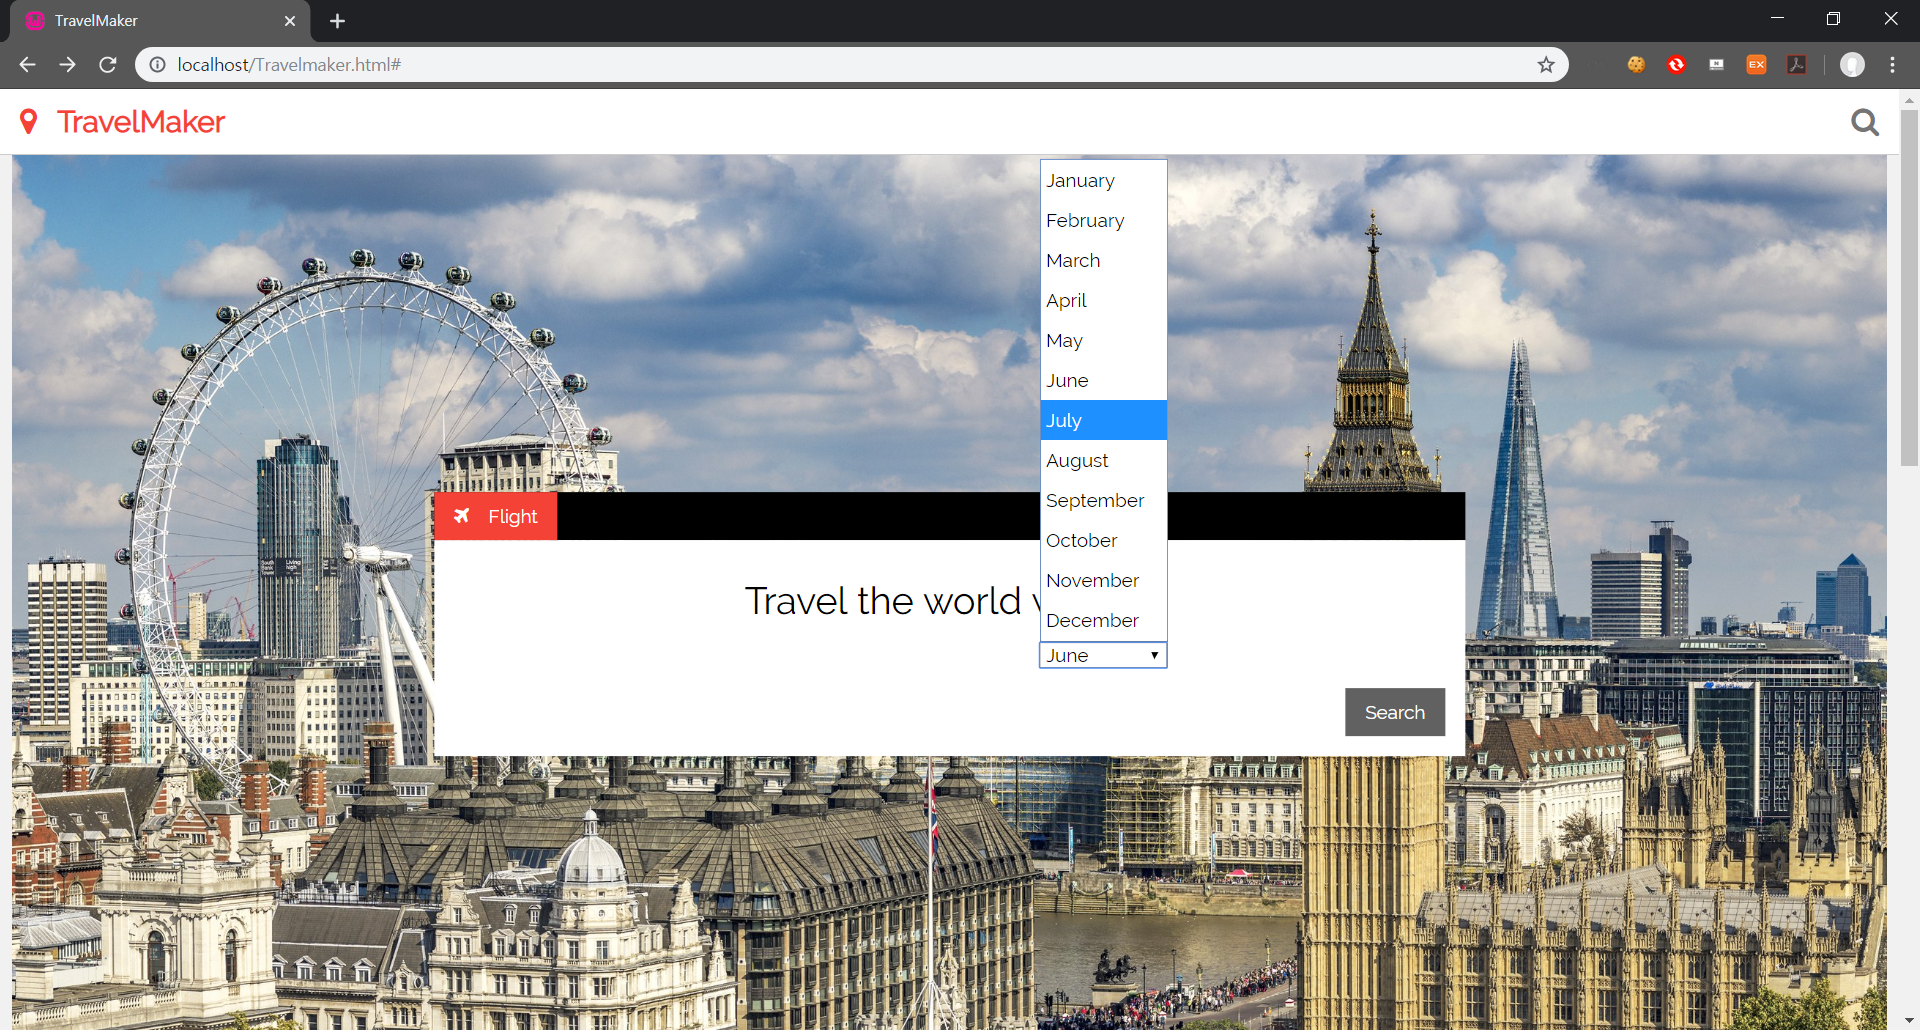 TravelMaker
localhost/Travelmaker.html#
EX
TravelMaker
January
February
March
April
May
June
July
August
September
October
November
December
Flight
Travel the world
June
Search